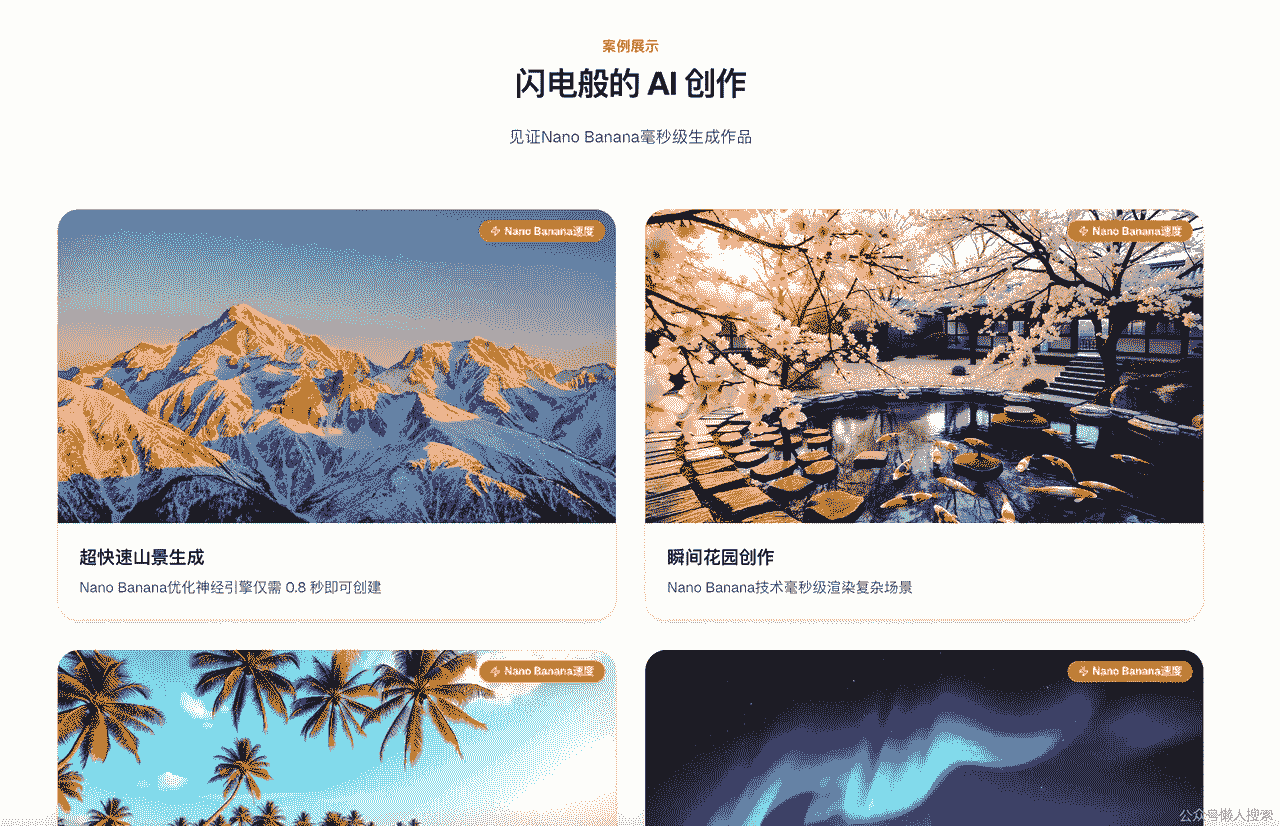 案例展示
闪电般的 AI 创作
见证Nano Banana毫秒级生成作品
Nano Banana速度
Nano Banana速度
超快速山景生成
Nano Banana优化神经引擎仅需 0.8 秒即可创建
瞬间花园创作
Nano Banana技术毫秒级渲染复杂场景
Nano Banana速度
Nano Banana速度
公众号懒人搜索